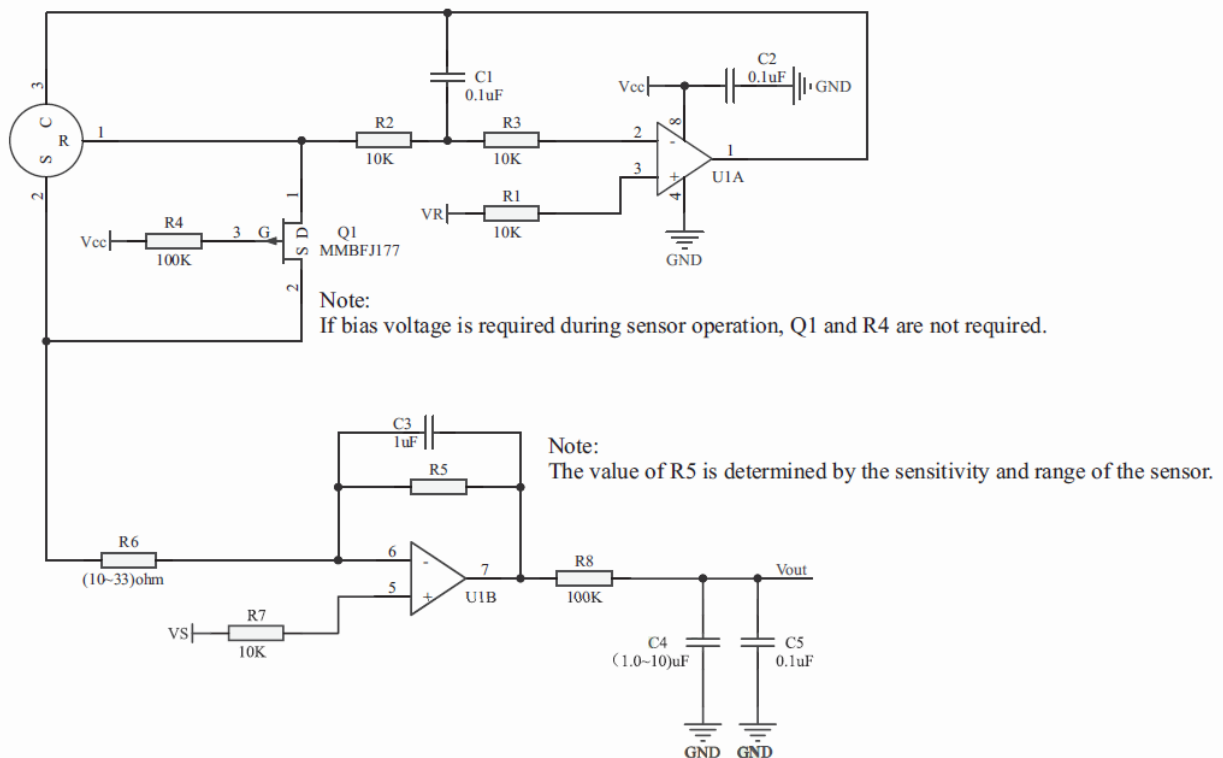 C1
0.1uF
C2
0.1uF
Vcc
GND
3
C
R
S
1
2
R2
10K
R3
10K
2
3
8
-
+
4
1
U1A
VR
R1
10K
GND
Vcc
R4
100K
3
G
1
D
S
2
Q1
MMBFJ177
Note:
If bias voltage is required during sensor operation, Q1 and R4 are not required.
C3
1uF
R5
Note:
The value of R5 is determined by the sensitivity and range of the sensor.
R6
(10~33)ohm
6
5
-
+
7
U1B
R8
100K
Vout
VS
R7
10K
C4
(1.0~10)uF
C5
0.1uF
GND
GND